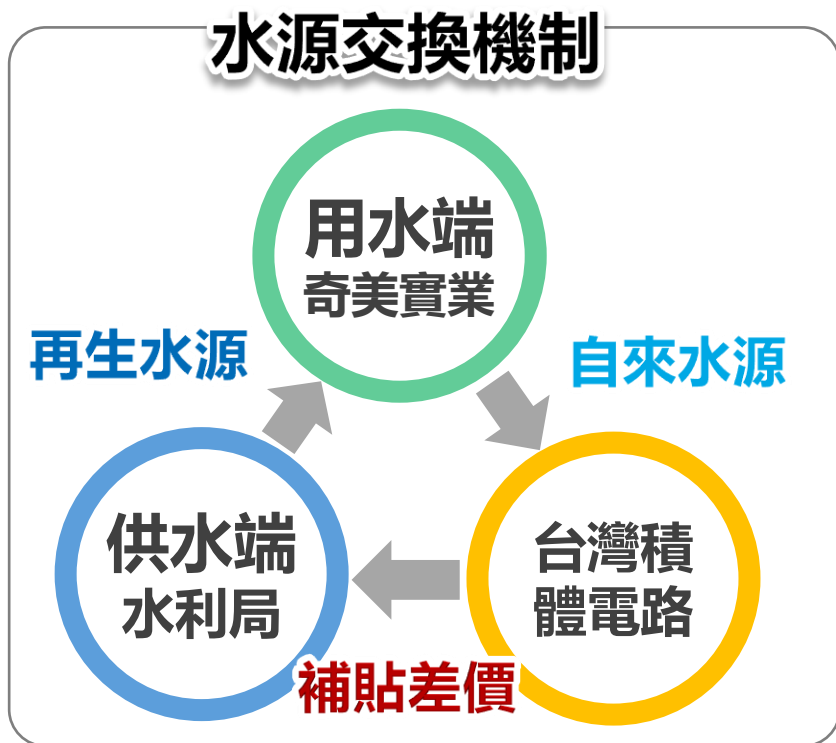 水源交換機制
用水端
奇美實業
再生水源
自來水源
供水端
水利局
台灣積
體電路
補貼差價